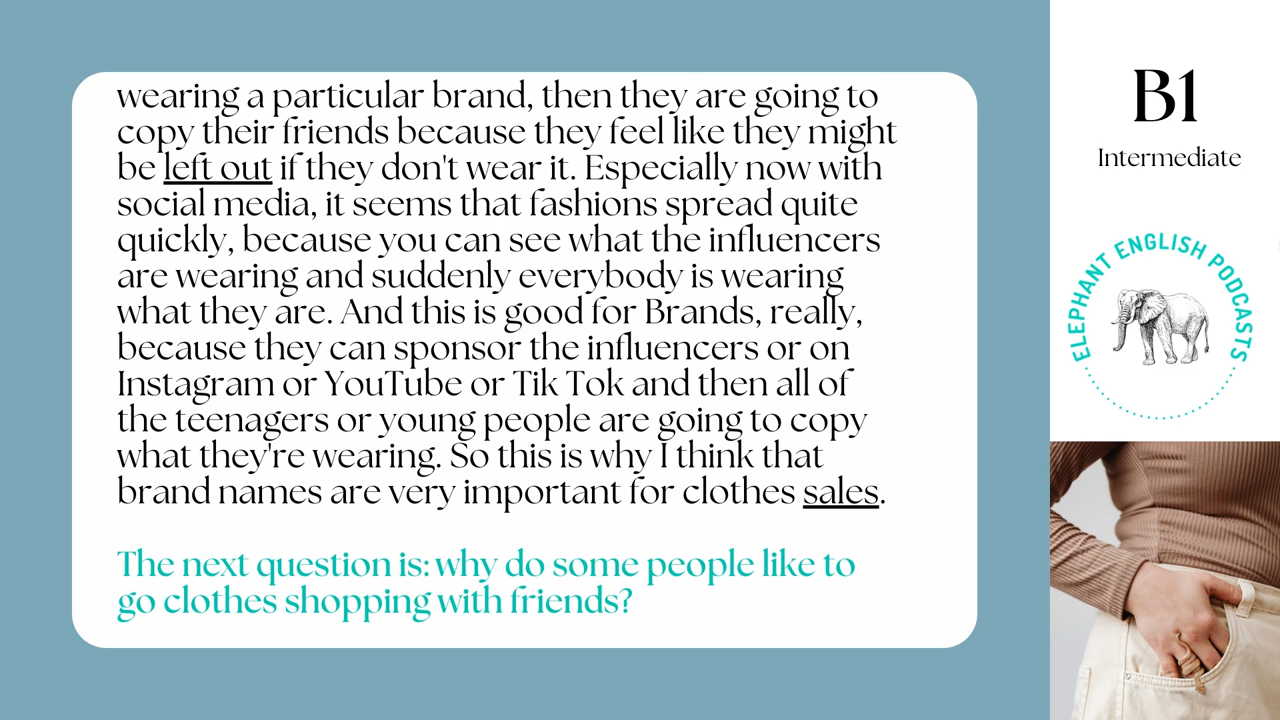 wearing a particular brand, then they are going to
copy their friends because they feel like they might
be left out if they don't wear it. Especially now with
social media, it seems that fashions spread quite
quickly, because you can see what the influencers
are wearing and suddenly everybody is wearing
what they are. And this is good for Brands, really,
because they can sponsor the influencers or on
Instagram or YouTube or Tik Tok and then all of
the teenagers or young people are going to copy
what they're wearing. So this is why I think that
brand names are very important for clothes sales.
The next question is: why do some people like to
go clothes shopping with friends?
B1
Intermediate
ELEPHANT ENGLISH PODCASTS